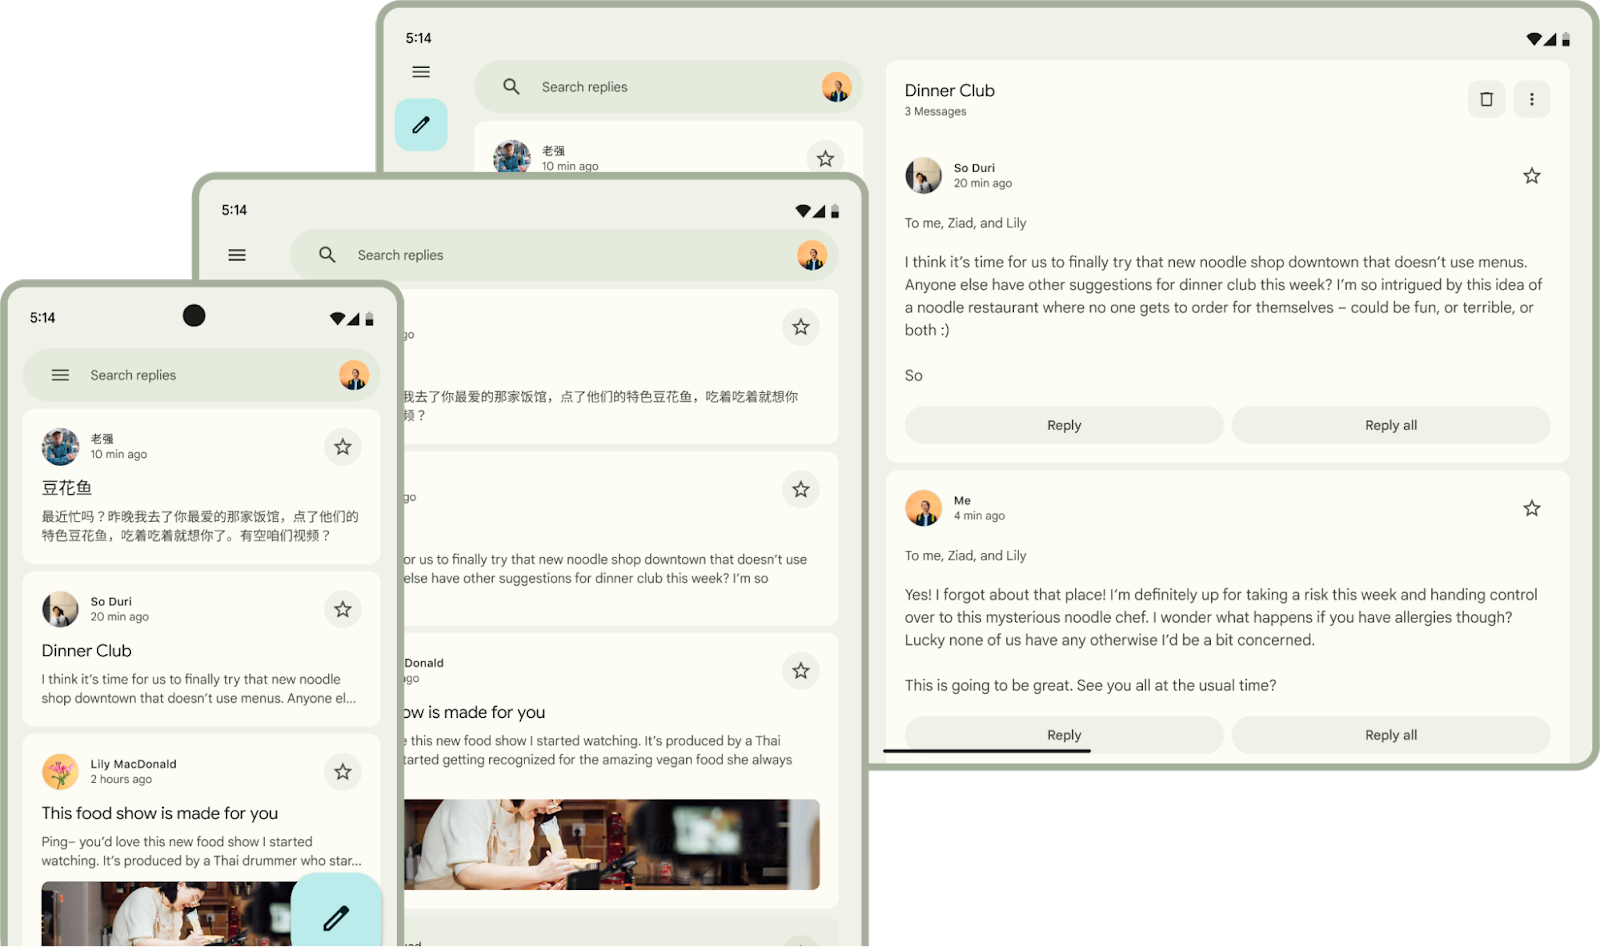 5:14
Search replies
老强
10 min ago
Dinner Club
3 Messages
So Duri
20 min ago
To me, Ziad, and Lily
I think it's time for us to finally try that new noodle shop downtown that doesn't use menus.
Anyone else have other suggestions for dinner club this week? I'm so intrigued by this idea of
a noodle restaurant where no one gets to order for themselves – could be fun, or terrible, or
both :)
So
Reply
Reply all
Me
4 min ago
To me, Ziad, and Lily
Yes! I forgot about that place! I'm definitely up for taking a risk this week and handing control
over to this mysterious noodle chef. I wonder what happens if you have allergies though?
Lucky none of us have any otherwise I'd be a bit concerned.
This is going to be great. See you all at the usual time?
Reply
Reply all
5:14
Search replies
go
我去了你最爱的那家饭馆，点了他们的特色豆花鱼，吃着吃着就想你
频？
go
or us to finally try that new noodle shop downtown that doesn't use
else have other suggestions for dinner club this week? I'm so
Donald
ago
ow is made for you
e this new food show I started watching. It's produced by a Thai
tarted getting recognized for the amazing vegan food she always
5:14
Search replies
老强
10 min ago
豆花鱼
最近忙吗？昨晚我去了你最爱的那家饭馆，点了他们的
特色豆花鱼，吃着吃着就想你了。有空咱们视频？
So Duri
20 min ago
Dinner Club
I think it's time for us to finally try that new noodle
shop downtown that doesn't use menus. Anyone el...
Lily MacDonald
2 hours ago
This food show is made for you
Ping– you'd love this new food show I started
watching. It's produced by a Thai drummer who star...